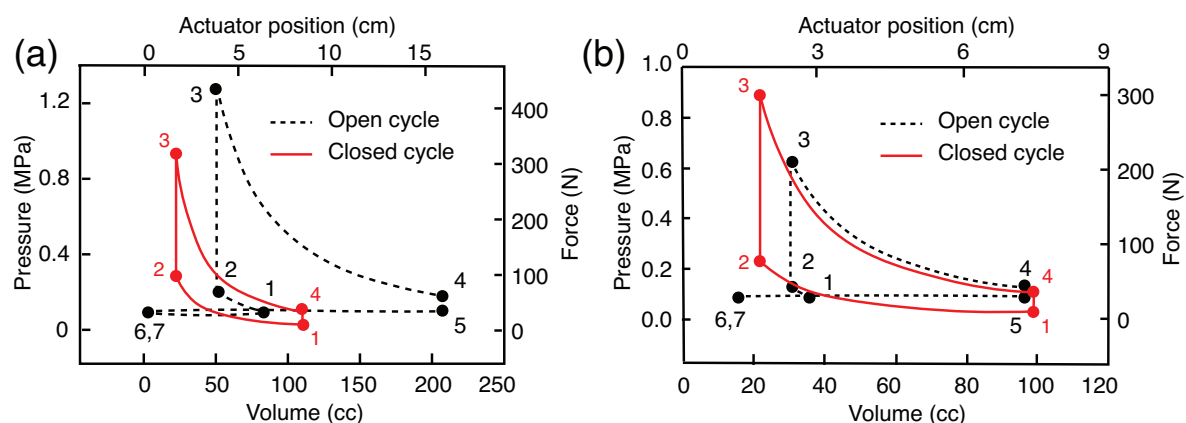 (a)
Actuator position (cm)
0 4 8 12 16
Pressure (MPa)
1.2
0.8
0.4
0
Force (N)
400
300
200
100
0
Open cycle
Closed cycle
3
3
2
2
1
4
4
5
1
6,7
0 50 100 150 200 250
Volume (cc)
(b)
Actuator position (cm)
0 3 6 9
Pressure (MPa)
1.0
0.8
0.6
0.4
0.2
0.0
Force (N)
300
200
100
0
Open cycle
Closed cycle
3
3
2
2
1
4
4
1
5
6,7
0 20 40 60 80 100 120
Volume (cc)